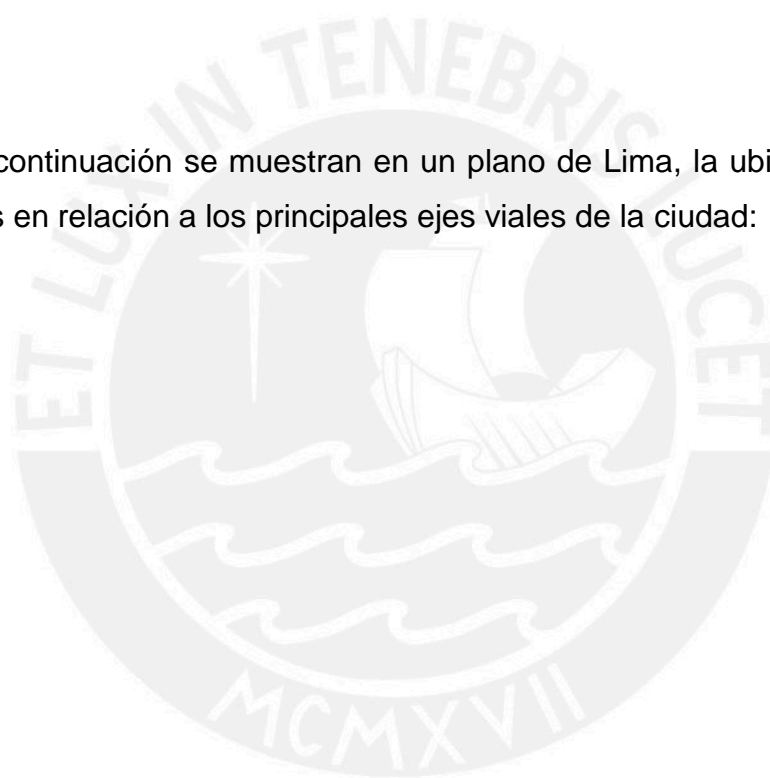 continuación se muestran en un plano de Lima, la ubi
s en relación a los principales ejes viales de la ciudad:
ET LUX IN TENEBRIS LUCET
MCMXVII